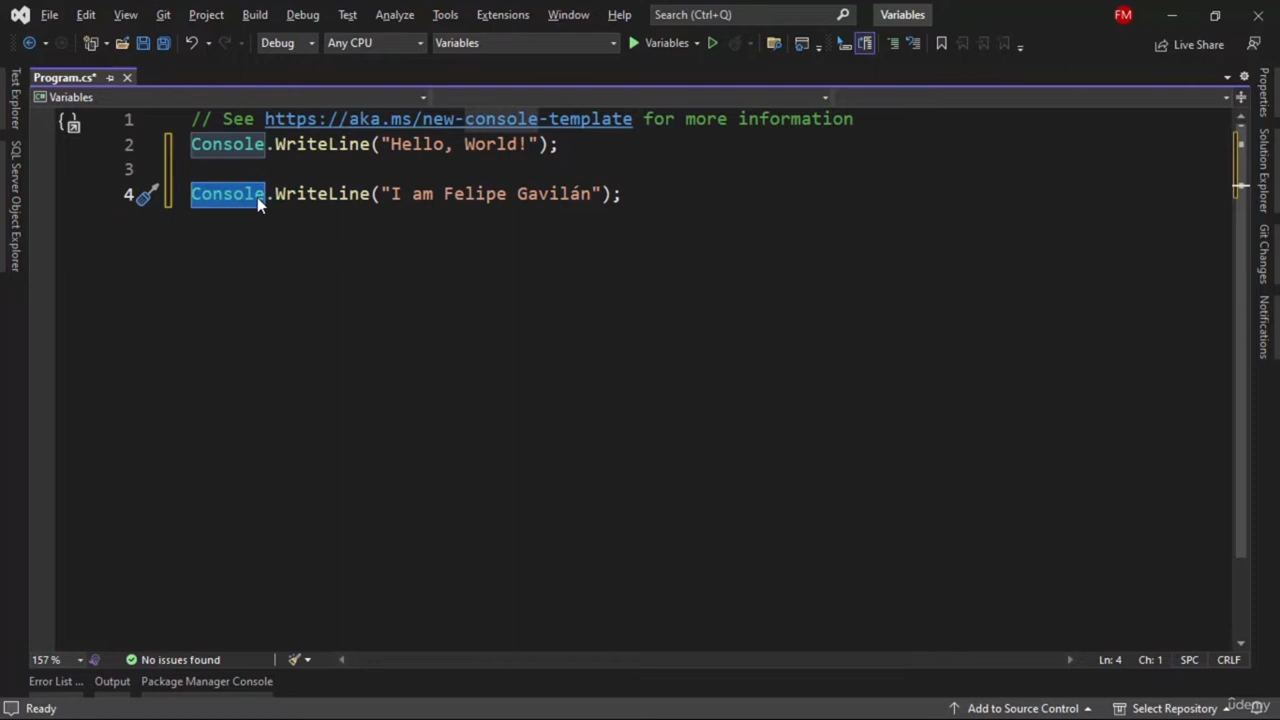 File Edit View Git Project Build Debug Test Analyze Tools Extensions Window Help Search (Ctrl+Q) Variables FM
Debug Any CPU Variables Variables Live Share
Program.cs*
Variables
1 // See https://aka.ms/new-console-template for more information
2 Console.WriteLine("Hello, World!");
3
4 Console.WriteLine("I am Felipe Gavilán");
Test Explorer
SQL Server Object Explorer
Properties
Solution Explorer
Git Changes
Notifications
157 % No issues found Ln: 4 Ch: 1 SPC CRLF
Error List ... Output Package Manager Console
Ready Add to Source Control Select Repository
udemy